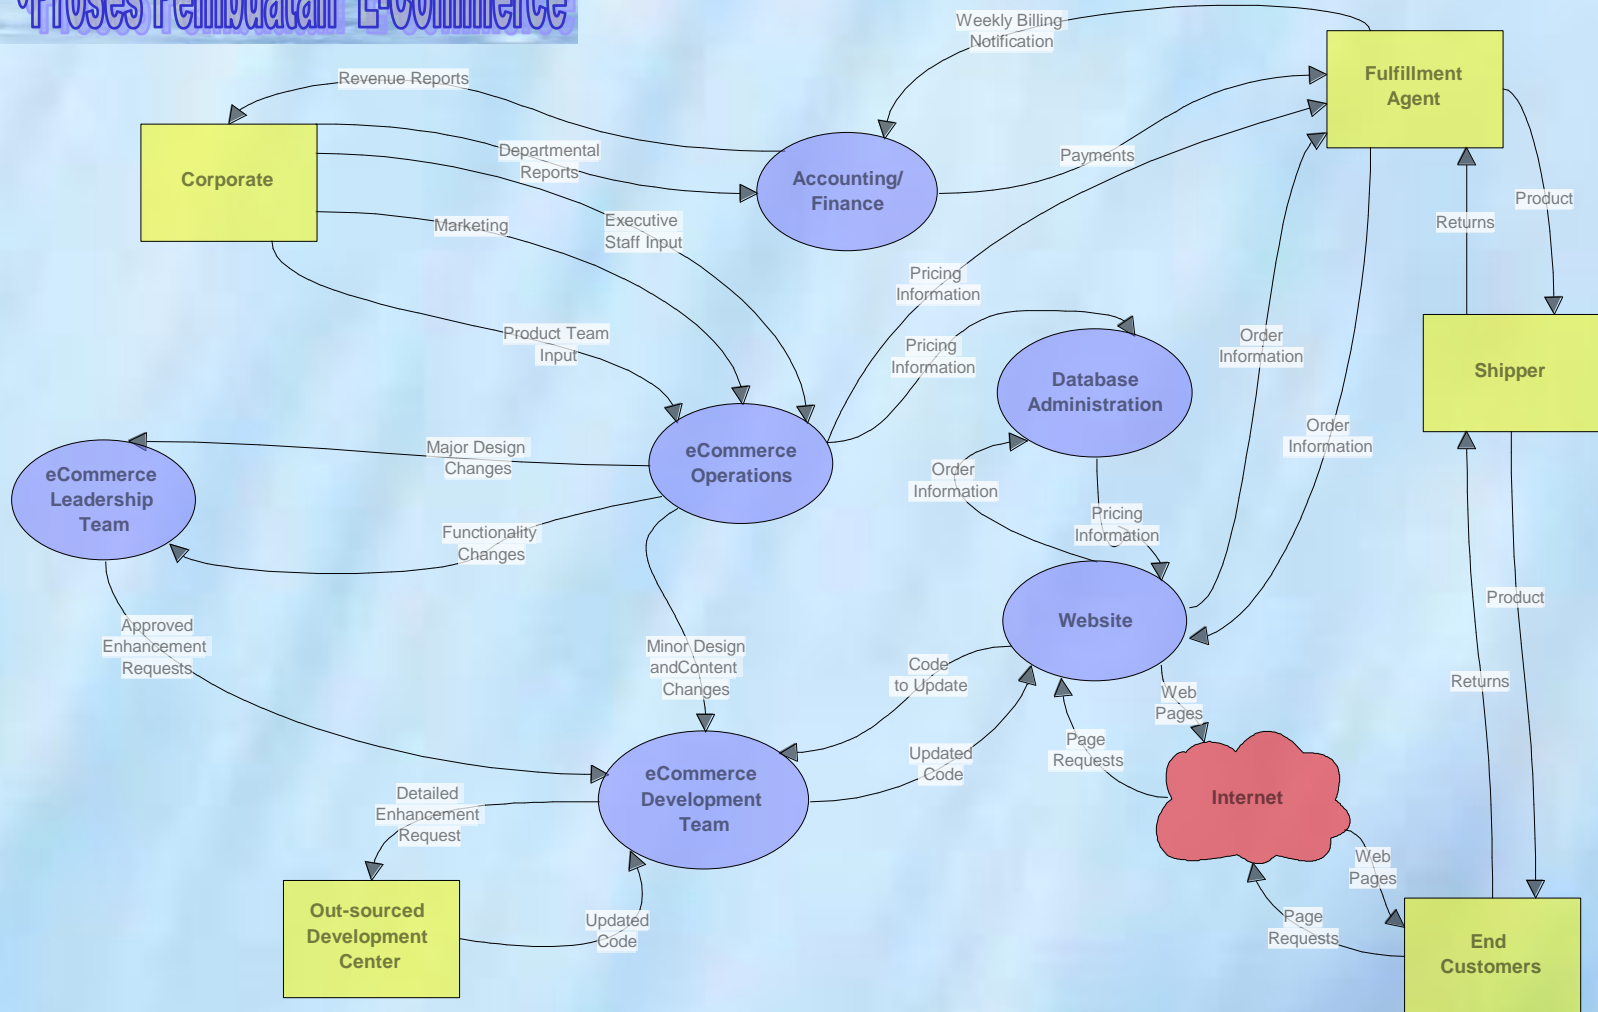 •Proses Pembuatan E-Commerce
Weekly Billing
Notification
Fulfillment
Agent
Revenue Reports
Departmental
Reports
Payments
Corporate
Accounting/
Finance
Product
Marketing
Executive
Staff Input
Returns
Pricing
Information
Product Team
Input
Pricing
Information
Order
Information
Database
Administration
Shipper
Major Design
Changes
eCommerce
Operations
Order
Information
eCommerce
Leadership
Team
Order
Information
Functionality
Changes
Pricing
Information
Approved
Enhancement
Requests
Website
Product
Minor Design
andContent
Changes
Code
to Update
Web
Pages
Returns
Page
Requests
Updated
Code
eCommerce
Development
Team
Internet
Detailed
Enhancement
Request
Web
Pages
Out-sourced
Development
Center
Updated
Code
Page
Requests
End
Customers